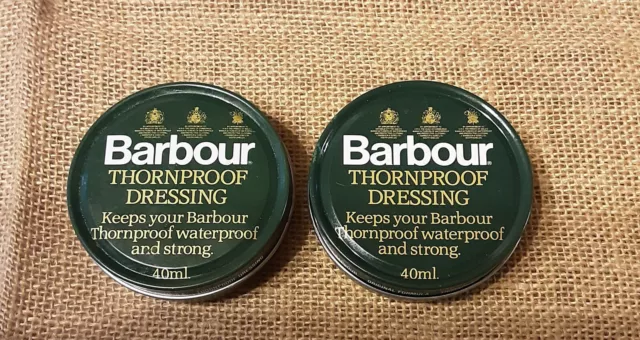 Barbour
THORNPROOF
DRESSING
Keeps your Barbour
Thornproof waterproof
and strong.
40ml.
Barbour
THORNPROOF
DRESSING
Keeps your Barbour
Thornproof waterproof
and strong.
40ml.